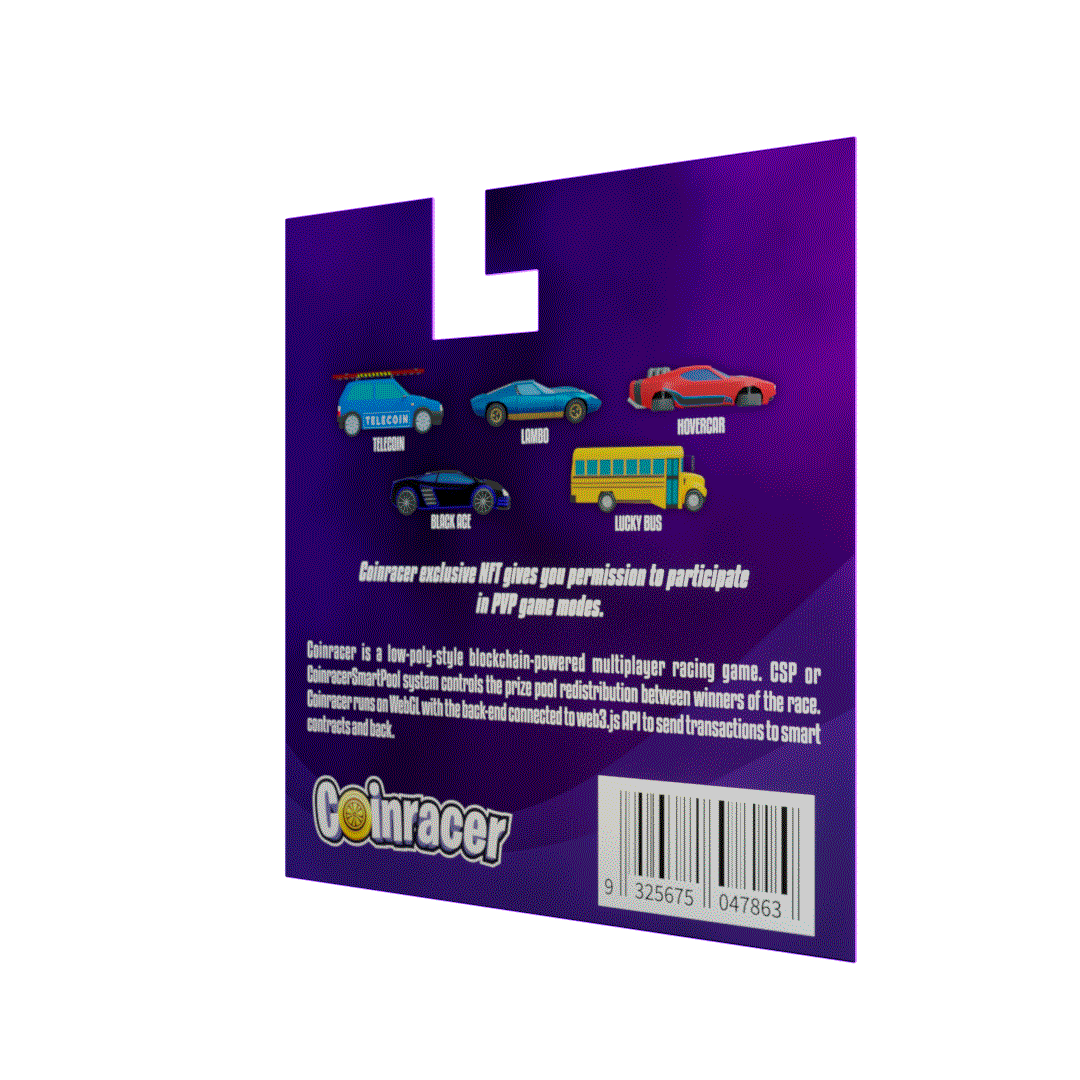 TELECOIN
TELECOIN
LAMBO
HOVERCAR
BLACK ACE
LUCKY BUS
Coinracer exclusive NFT gives you permission to participate
in PVP game modes.
Coinracer is a low-poly-style blockchain-powered multiplayer racing game. CSP or
CoinracerSmartPool system controls the prize pool redistribution between winners of the race.
Coinracer runs on WebGL with the back-end connected to web3.js API to send transactions to smart
contracts and back.
Coinracer
9 325675 047863